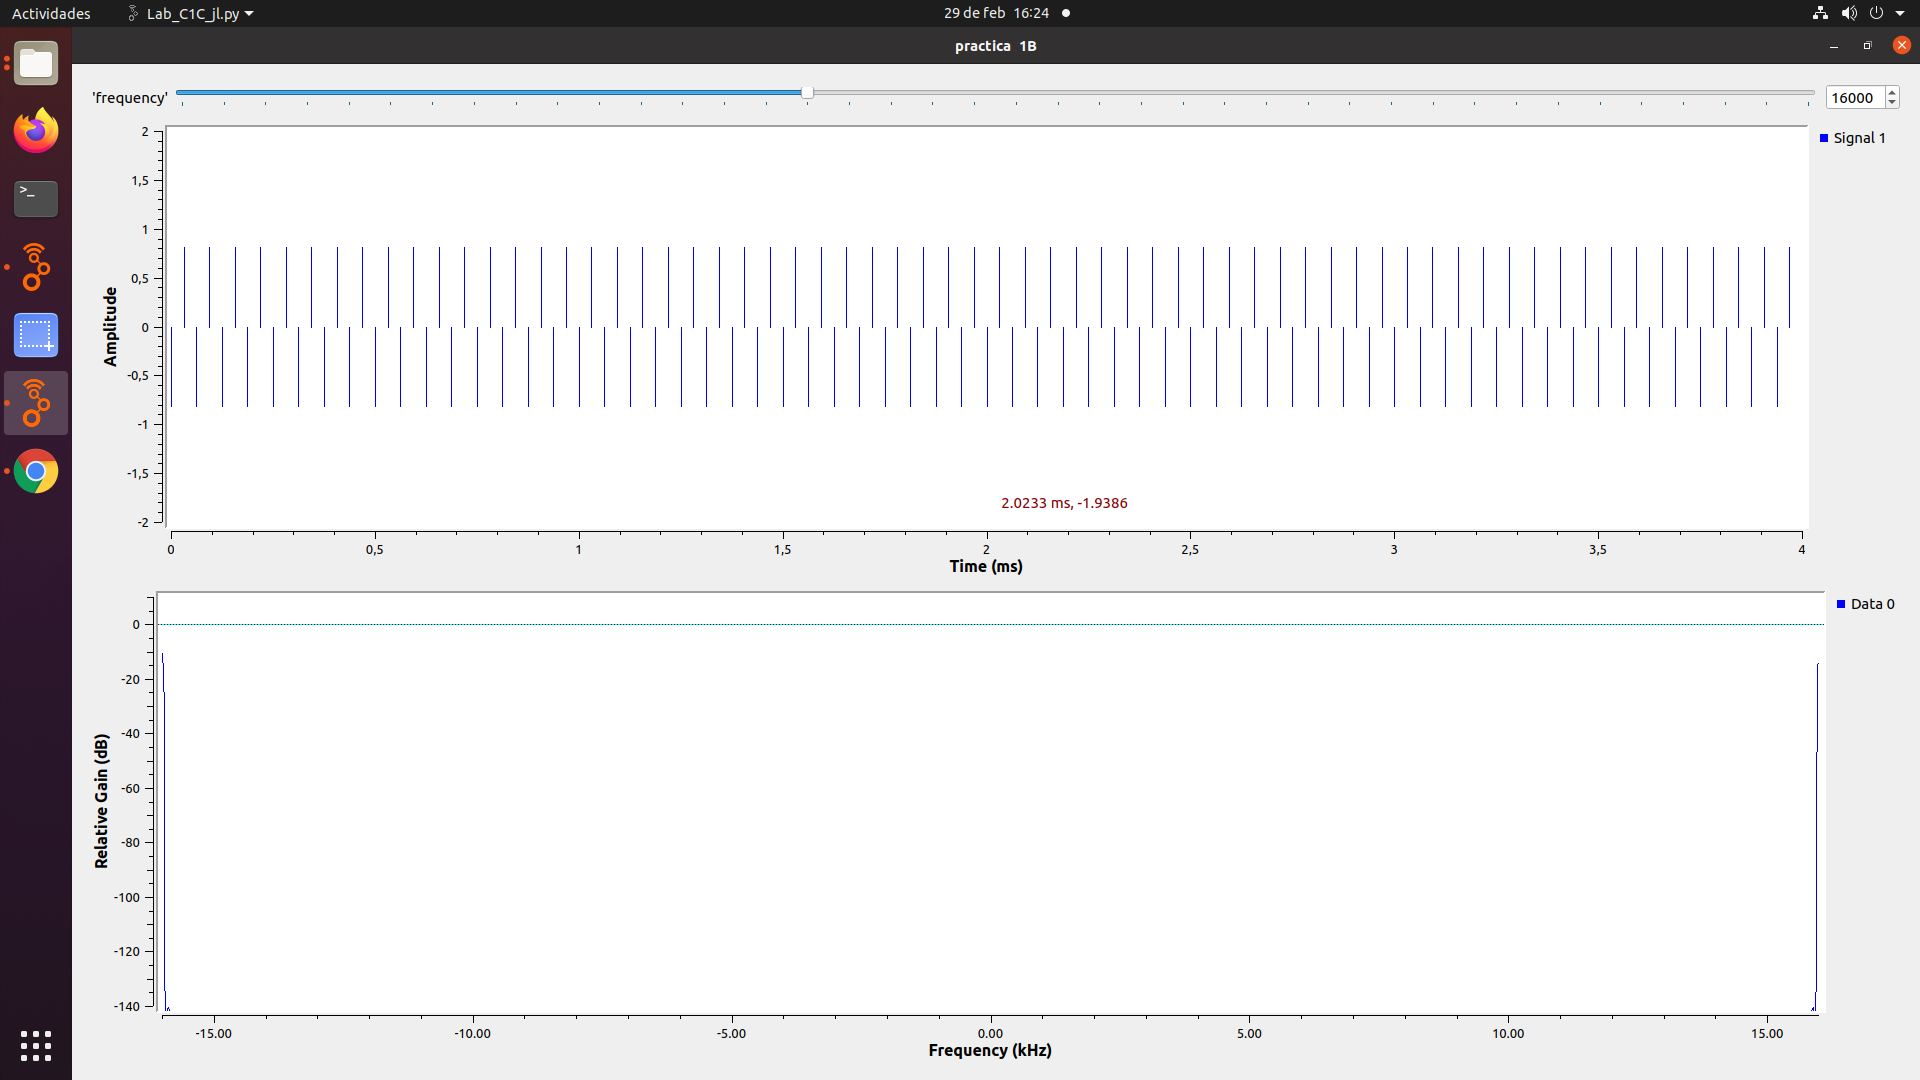 Actividades
Lab_C1C_jl.py
29 de feb 16:24
practica 1B
'frequency'
16000
Signal 1
2
1,5
1
0,5
0
-0,5
-1
-1,5
-2
Amplitude
2.0233 ms, -1.9386
0 0,5 1 1,5 2 2,5 3 3,5 4
Time (ms)
Data 0
0
-20
-40
-60
-80
-100
-120
-140
Relative Gain (dB)
-15.00 -10.00 -5.00 0.00 5.00 10.00 15.00
Frequency (kHz)